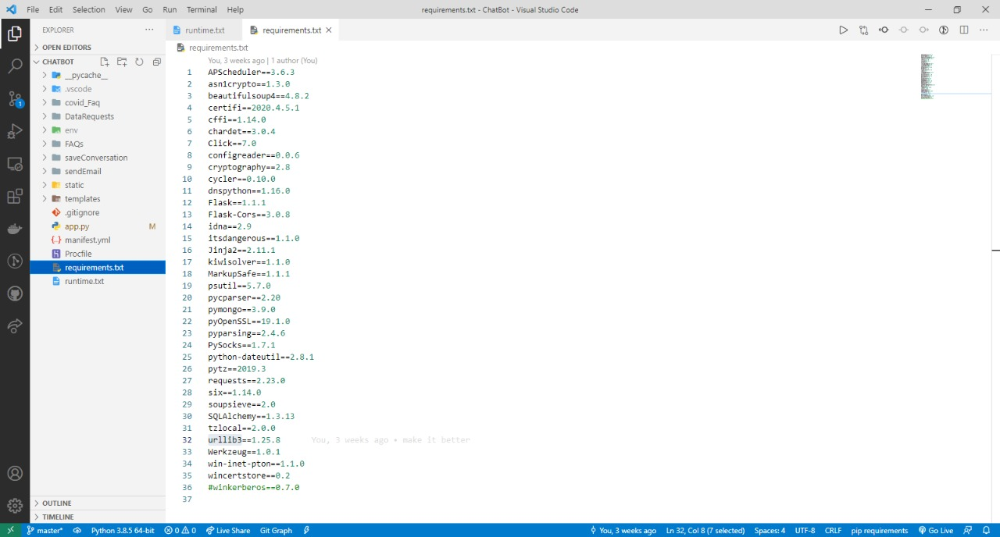 File Edit Selection View Go Run Terminal Help
requirements.txt - ChatBot - Visual Studio Code
EXPLORER
OPEN EDITORS
CHATBOT
__pycache__
.vscode
covid_Faq
DataRequests
env
FAQs
saveConversation
sendEmail
static
templates
.gitignore
app.py M
manifest.yml
Procfile
requirements.txt
runtime.txt
OUTLINE
TIMELINE
1
runtime.txt requirements.txt
requirements.txt
You, 3 weeks ago | 1 author (You)
1 APScheduler==3.6.3
2 asn1crypto==1.3.0
3 beautifulsoup4==4.8.2
4 certifi==2020.4.5.1
5 cffi==1.14.0
6 chardet==3.0.4
7 Click==7.0
8 configreader==0.0.6
9 cryptography==2.8
10 cycler==0.10.0
11 dnspython==1.16.0
12 Flask==1.1.1
13 Flask-Cors==3.0.8
14 idna==2.9
15 itsdangerous==1.1.0
16 Jinja2==2.11.1
17 kiwisolver==1.1.0
18 MarkupSafe==1.1.1
19 psutil==5.7.0
20 pycparser==2.20
21 pymongo==3.9.0
22 pyOpenSSL==19.1.0
23 pyparsing==2.4.6
24 PySocks==1.7.1
25 python-dateutil==2.8.1
26 pytz==2019.3
27 requests==2.23.0
28 six==1.14.0
29 soupsieve==2.0
30 SQLAlchemy==1.3.13
31 tzlocal==2.0.0
32 urllib3==1.25.8 You, 3 weeks ago • make it better
33 Werkzeug==1.0.1
34 win-inet-pton==1.1.0
35 wincertstore==0.2
36 #winkerberos==0.7.0
37
master* Python 3.8.5 64-bit 0 0 Live Share Git Graph You, 3 weeks ago Ln 32, Col 8 (7 selected) Spaces: 4 UTF-8 CRLF pip requirements Go Live